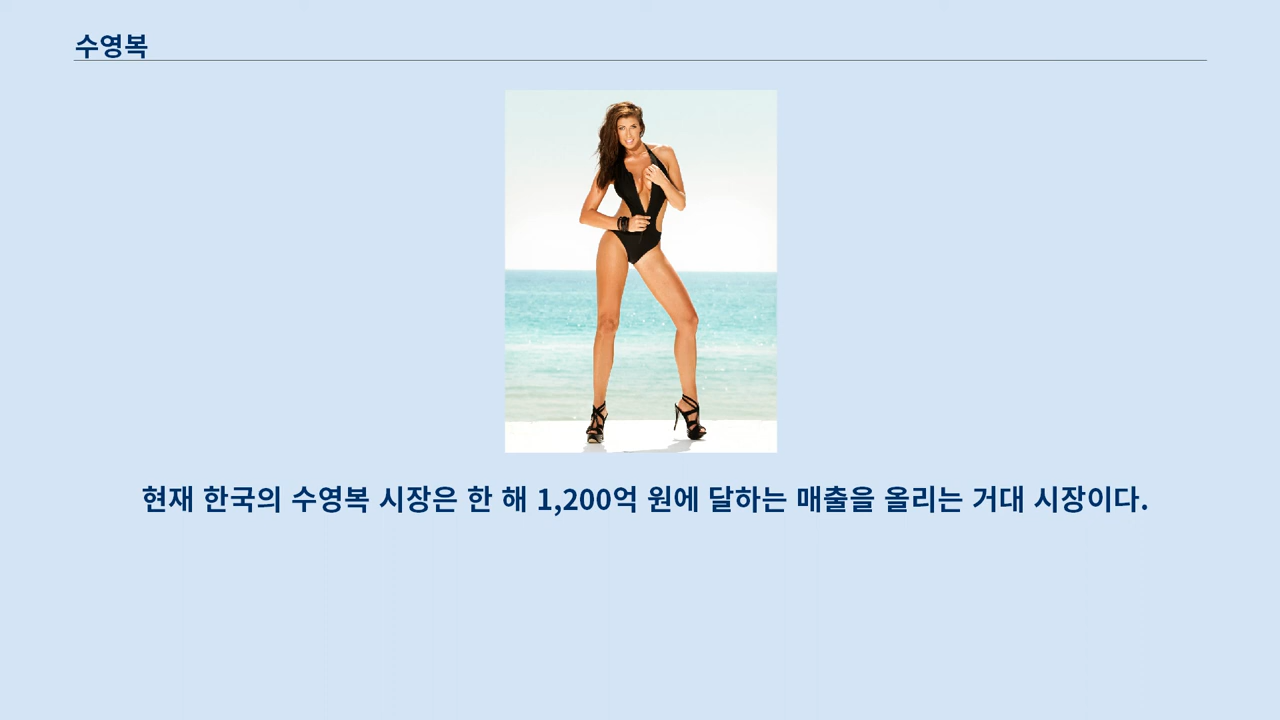 수영복
현재 한국의 수영복 시장은 한 해 1,200억 원에 달하는 매출을 올리는 거대 시장이다.